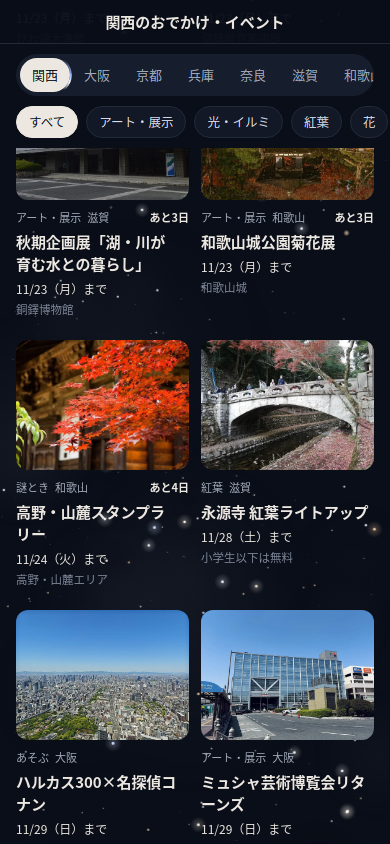 関西のおでかけ・イベント
関西 大阪 京都 兵庫 奈良 滋賀 和歌
すべて アート・展示 光・イルミ 紅葉 花
アート・展示 滋賀 あと3日
秋期企画展「湖・川が
育む水との暮らし」
11/23（月）まで
銅鐸博物館
アート・展示 和歌山 あと3日
和歌山城公園菊花展
11/23（月）まで
和歌山城
謎とき 和歌山 あと4日
高野・山麓スタンプラ
リー
11/24（火）まで
高野・山麓エリア
紅葉 滋賀
永源寺 紅葉ライトアップ
11/28（土）まで
小学生以下は無料
あそぶ 大阪
ハルカス300×名探偵コ
ナン
11/29（日）まで
アート・展示 大阪
ミュシャ芸術博覧会リタ
ーンズ
11/29（日）まで